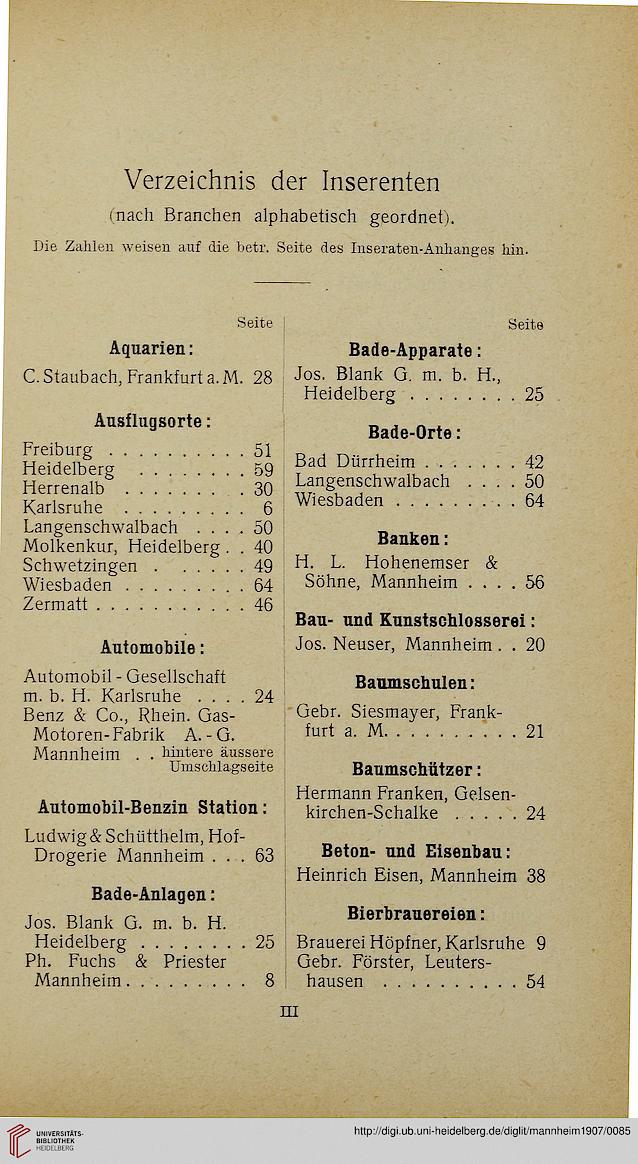 Verzeichnis der Inserenten
(nach Branchen alphabetisch geordnet).
Die Zahlen weisen auf die betr. Seite des Inseraten-Anhanges hin.
Seite
Aquarien:
C. Staubach, Frankfurt a. M. 28
Ausflugsorte:
Freiburg . . . . . . . . . . 51
Heidelberg . . . . . . . . 59
Herrenalb . . . . . . . . . 30
Karlsruhe . . . . . . . . . 6
Langenschwalbach . . . . 50
Molkenkur, Heidelberg . . 40
Schwetzingen . . . . . . . 49
Wiesbaden . . . . . . . . . 64
Zermatt . . . . . . . . . . . 46
Automobile:
Automobil - Gesellschaft
m. b. H. Karlsruhe . . . . 24
Benz & Co., Rhein. Gas-
Motoren-Fabrik A.-G.
Mannheim . . hintere äussere
Umschlagseite
Automobil-Benzin Station:
Ludwig & Schütthelm, Hof-
Drogerie Mannheim . . . 63
Bade-Anlagen:
Jos. Blank G. m. b. H.
Heidelberg . . . . . . . . 25
Ph. Fuchs & Priester
Mannheim . . . . . . . . . 8
Seite
Bade-Apparate:
Jos. Blank G. m. b. H.,
Heidelberg . . . . . . . . 25
Bade-Orte:
Bad Dürrheim . . . . . . . 42
Langenschwalbach . . . . 50
Wiesbaden . . . . . . . . . 64
Banken:
H. L. Hohenemser &
Söhne, Mannheim . . . . 56
Bau- und Kunstschlosserei:
Jos. Neuser, Mannheim . . 20
Baumschulen:
Gebr. Siesmayer, Frank-
furt a. M. . . . . . . . . . 21
Baumschützer:
Hermann Franken, Gelsen-
kirchen-Schalke . . . . . 24
Beton- und Eisenbau:
Heinrich Eisen, Mannheim 38
Bierbrauereien:
Brauerei Höpfner, Karlsruhe 9
Gebr. Förster, Leuters-
hausen . . . . . . . . . . 54
III
UNIVERSITÄTS-
BIBLIOTHEK
HEIDELBERG
http://digi.ub.uni-heidelberg.de/diglit/mannheim1907/0085